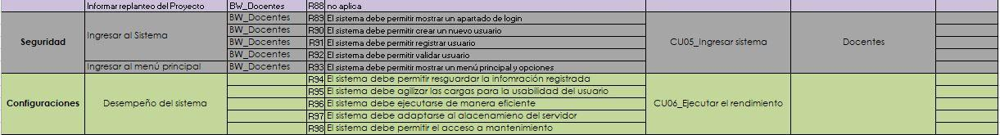 Informar replanteo del Proyecto BW_Docentes R88 no aplica
BW_Docentes R89 El sistema debe permitir mostrar un apartado de login
BW_Docentes R90 El sistema debe permitir crear un nuevo usuario
Seguridad Ingresar al Sistema BW_Docentes R91 El sistema debe permitir registrar usuario CU05_Ingresar sistema Docentes
BW_Docentes R92 El sistema debe permitir validar usuario
Ingresar al menú principal BW_Docentes R93 El sistema debe permitir mostrar un menú principal y opciones
R94 El sistema debe permitir resguardar la infomración registrada
R95 El sistema debe agilizar las cargas para la usabilidad del usuario
Configuraciones Desempeño del sistema R96 El sistema debe ejecutarse de manera eficiente CU06_Ejecutar el rendimiento
R97 El sistema debe adaptarse al alacenamieno del servidor
R98 El sistema debe permitir el acceso a mantenimiento